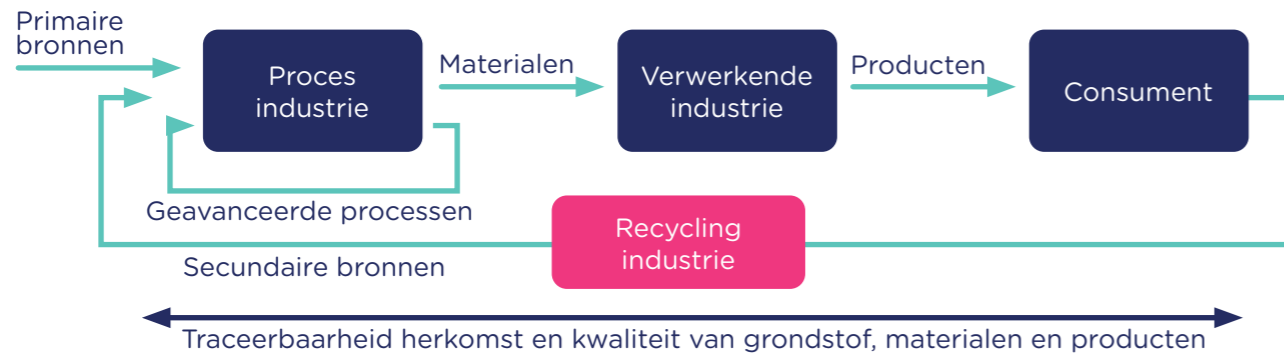 Primaire
bronnen
Proces
industrie
Materialen
Verwerkende
industrie
Producten
Consument
Geavanceerde processen
Recycling
industrie
Secundaire bronnen
Traceerbaarheid herkomst en kwaliteit van grondstof, materialen en producten